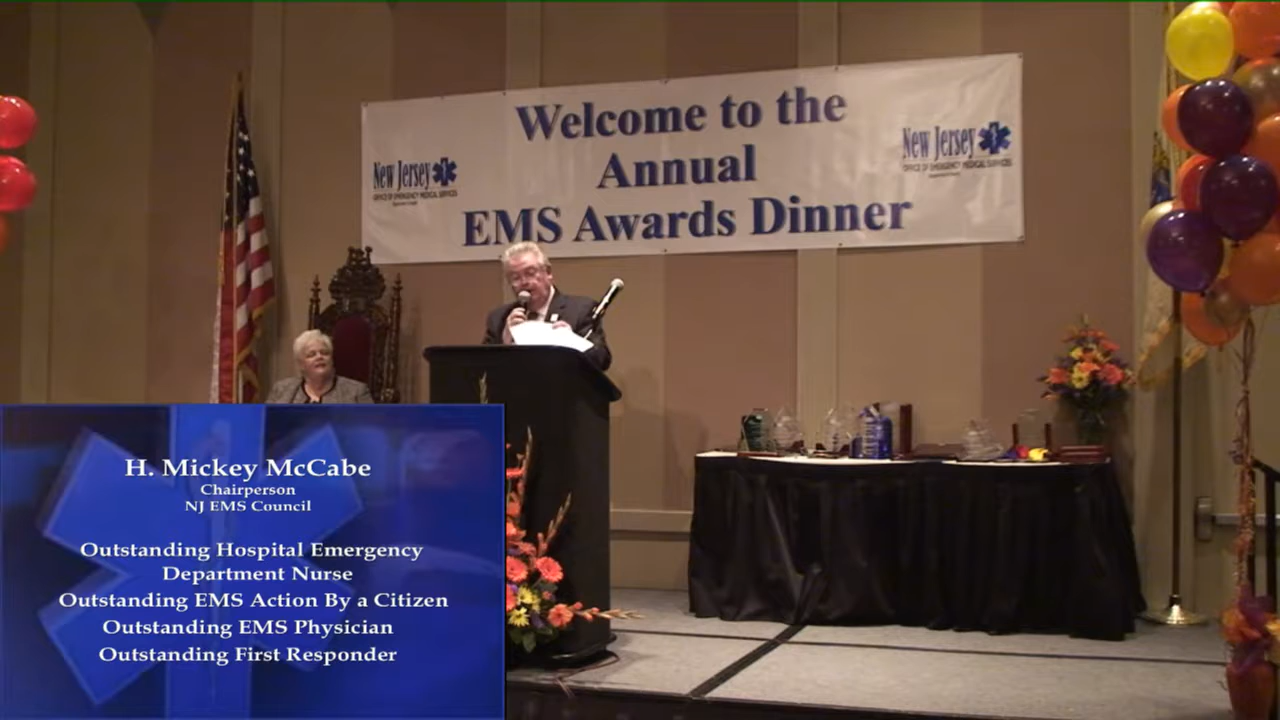 Welcome to the
Annual
EMS Awards Dinner
New Jersey
OFFICE OF EMERGENCY MEDICAL SERVICES
New Jersey
OFFICE OF EMERGENCY MEDICAL SERVICES
H. Mickey McCabe
Chairperson
NJ EMS Council
Outstanding Hospital Emergency
Department Nurse
Outstanding EMS Action By a Citizen
Outstanding EMS Physician
Outstanding First Responder